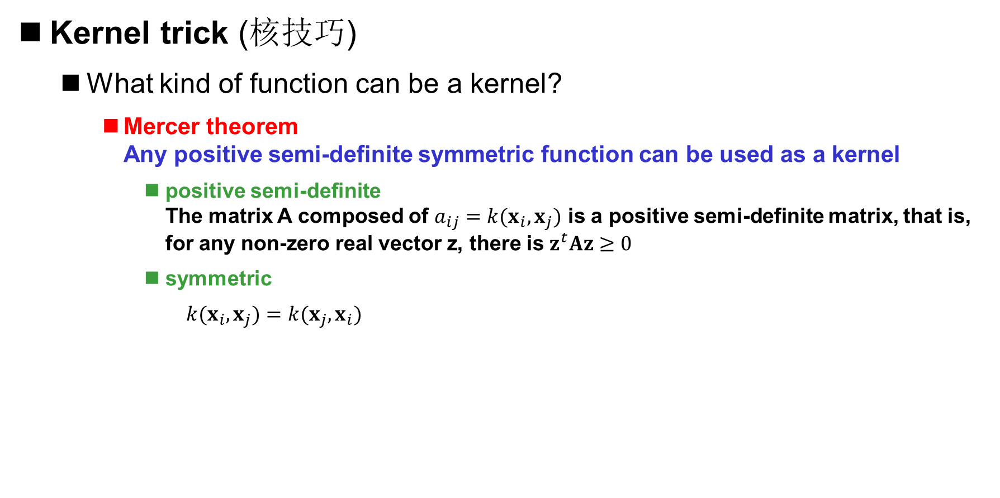 ■ Kernel trick (核技巧)
■ What kind of function can be a kernel?
■ Mercer theorem
Any positive semi-definite symmetric function can be used as a kernel
■ positive semi-definite
The matrix A composed of $a_{ij} = k(\mathbf{x}_i, \mathbf{x}_j)$ is a positive semi-definite matrix, that is,
for any non-zero real vector z, there is $\mathbf{z}^t \mathbf{A} \mathbf{z} \geq 0$
■ symmetric
$k(\mathbf{x}_i, \mathbf{x}_j) = k(\mathbf{x}_j, \mathbf{x}_i)$